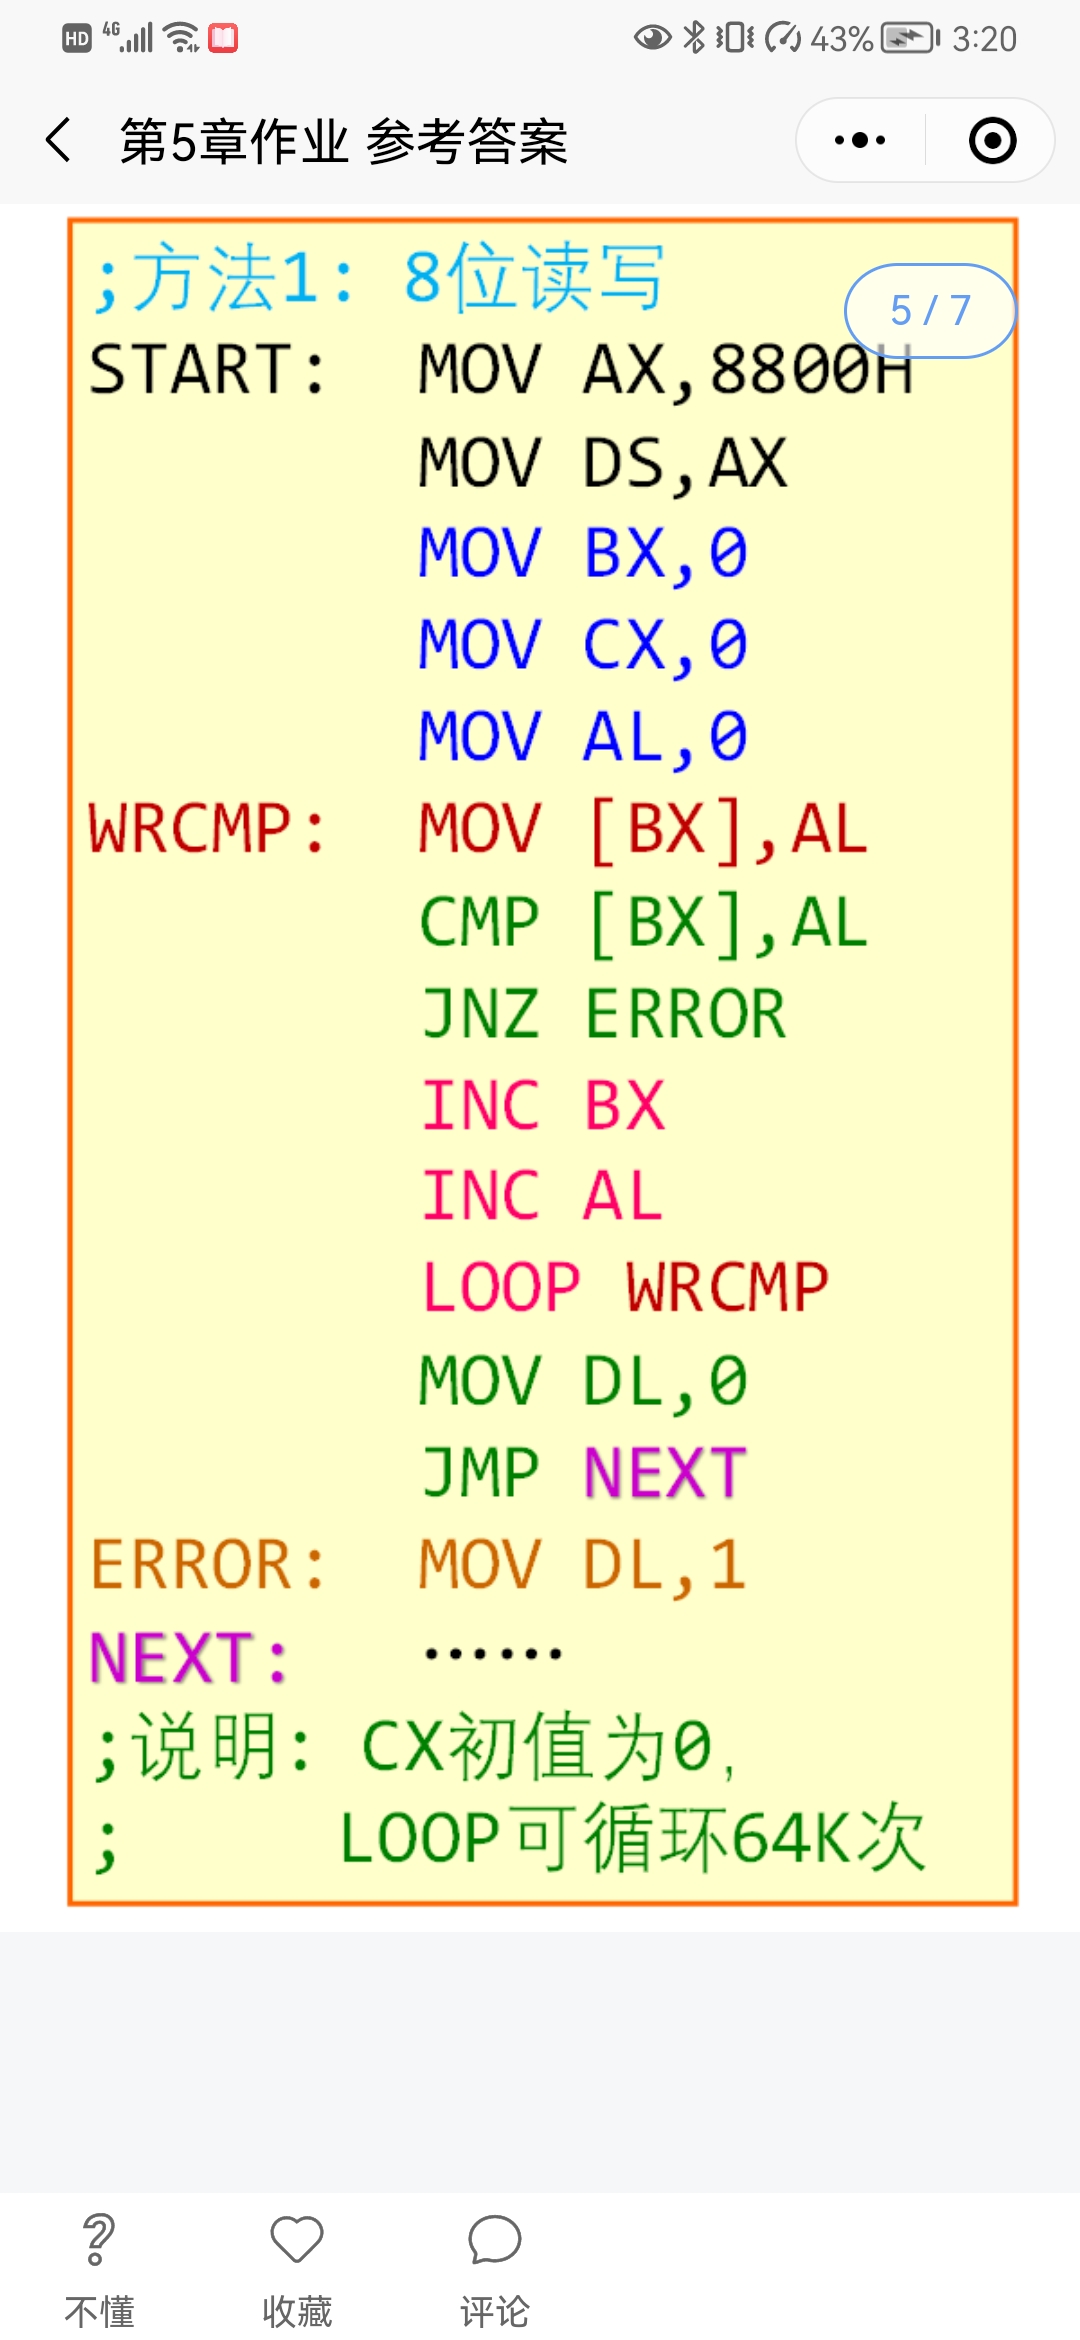 HD 4G 43% 3:20
第5章作业 参考答案
;方法1: 8位读写
5 / 7
START: MOV AX,8800H
MOV DS,AX
MOV BX,0
MOV CX,0
MOV AL,0
WRCMP: MOV [BX],AL
CMP [BX],AL
JNZ ERROR
INC BX
INC AL
LOOP WRCMP
MOV DL,0
JMP NEXT
ERROR: MOV DL,1
NEXT: ……
;说明: CX初值为0,
; LOOP可循环64K次
不懂 收藏 评论